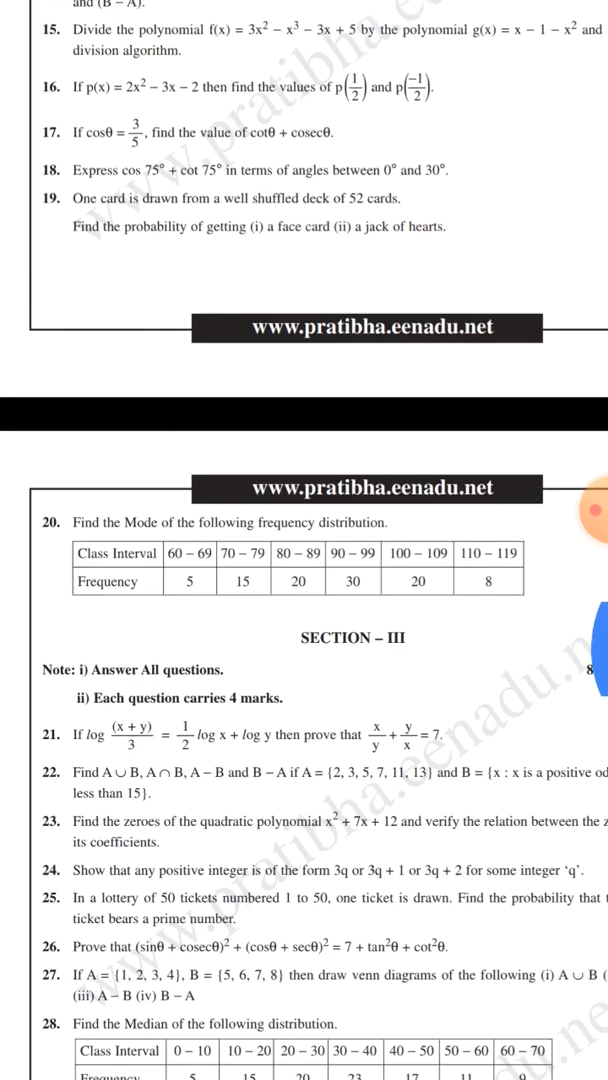 and (B – A).
15. Divide the polynomial f(x) = 3x² – x³ – 3x + 5 by the polynomial g(x) = x – 1 – x² and
division algorithm.
16. If p(x) = 2x² – 3x – 2 then find the values of p(1/2) and p(–1/2).
17. If cosθ = 3/5, find the value of cotθ + cosecθ.
18. Express cos 75° + cot 75° in terms of angles between 0° and 30°.
19. One card is drawn from a well shuffled deck of 52 cards.
Find the probability of getting (i) a face card (ii) a jack of hearts.
www.pratibha.eenadu.net
www.pratibha.eenadu.net
20. Find the Mode of the following frequency distribution.
Class Interval 60 – 69 70 – 79 80 – 89 90 – 99 100 – 109 110 – 119
Frequency 5 15 20 30 20 8
SECTION – III
Note: i) Answer All questions. 8
ii) Each question carries 4 marks.
21. If log (x + y)/3 = 1/2 log x + log y then prove that x/y + y/x = 7.
22. Find A ∪ B, A ∩ B, A – B and B – A if A = {2, 3, 5, 7, 11, 13} and B = {x : x is a positive od
less than 15}.
23. Find the zeroes of the quadratic polynomial x² + 7x + 12 and verify the relation between the z
its coefficients.
24. Show that any positive integer is of the form 3q or 3q + 1 or 3q + 2 for some integer ‘q’.
25. In a lottery of 50 tickets numbered 1 to 50, one ticket is drawn. Find the probability that t
ticket bears a prime number.
26. Prove that (sinθ + cosecθ)² + (cosθ + secθ)² = 7 + tan²θ + cot²θ.
27. If A = {1, 2, 3, 4}, B = {5, 6, 7, 8} then draw venn diagrams of the following (i) A ∪ B (
(iii) A – B (iv) B – A
28. Find the Median of the following distribution.
Class Interval 0 – 10 10 – 20 20 – 30 30 – 40 40 – 50 50 – 60 60 – 70
Frequency 5 15 20 23 17 11 9